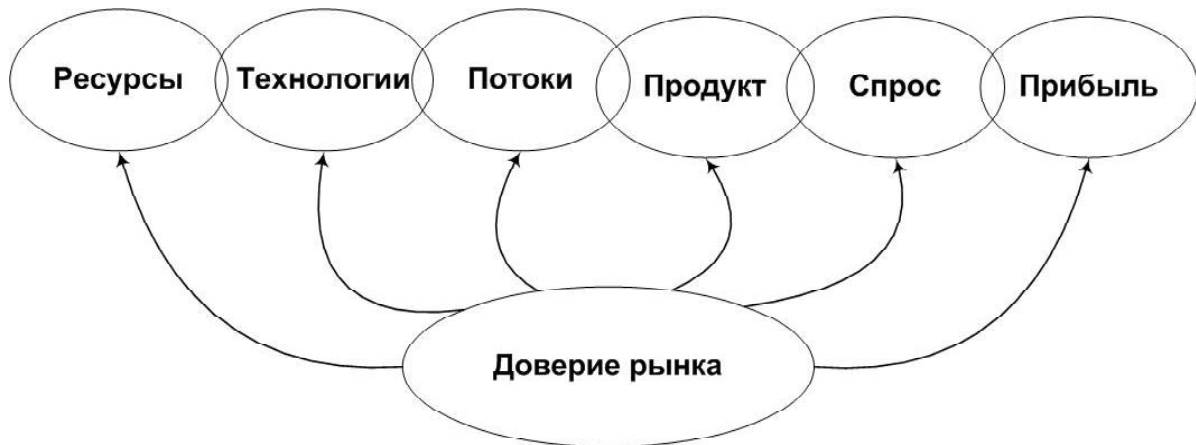 Ресурсы
Технологии
Потоки
Продукт
Спрос
Прибыль
Доверие рынка